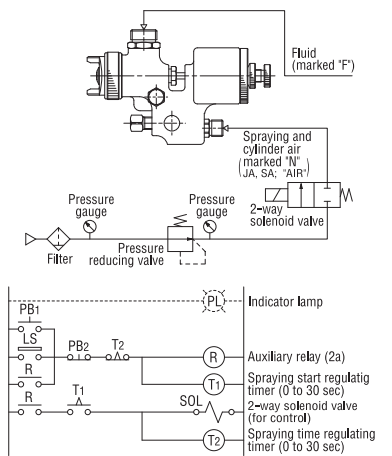 Fluid
(marked "F")
Spraying and
cylinder air
(marked "N"
JA, SA; "AIR")
2-way
solenoid valve
Pressure
gauge
Pressure
gauge
Filter
Pressure
reducing valve
PL
Indicator lamp
PB1
LS
PB2
T2
R
Auxiliary relay (2a)
R
T1
Spraying start regulatig
timer (0 to 30 sec)
R
T1
SOL
2-way solenoid valve
(for control)
T2
Spraying time regulating
timer (0 to 30 sec)